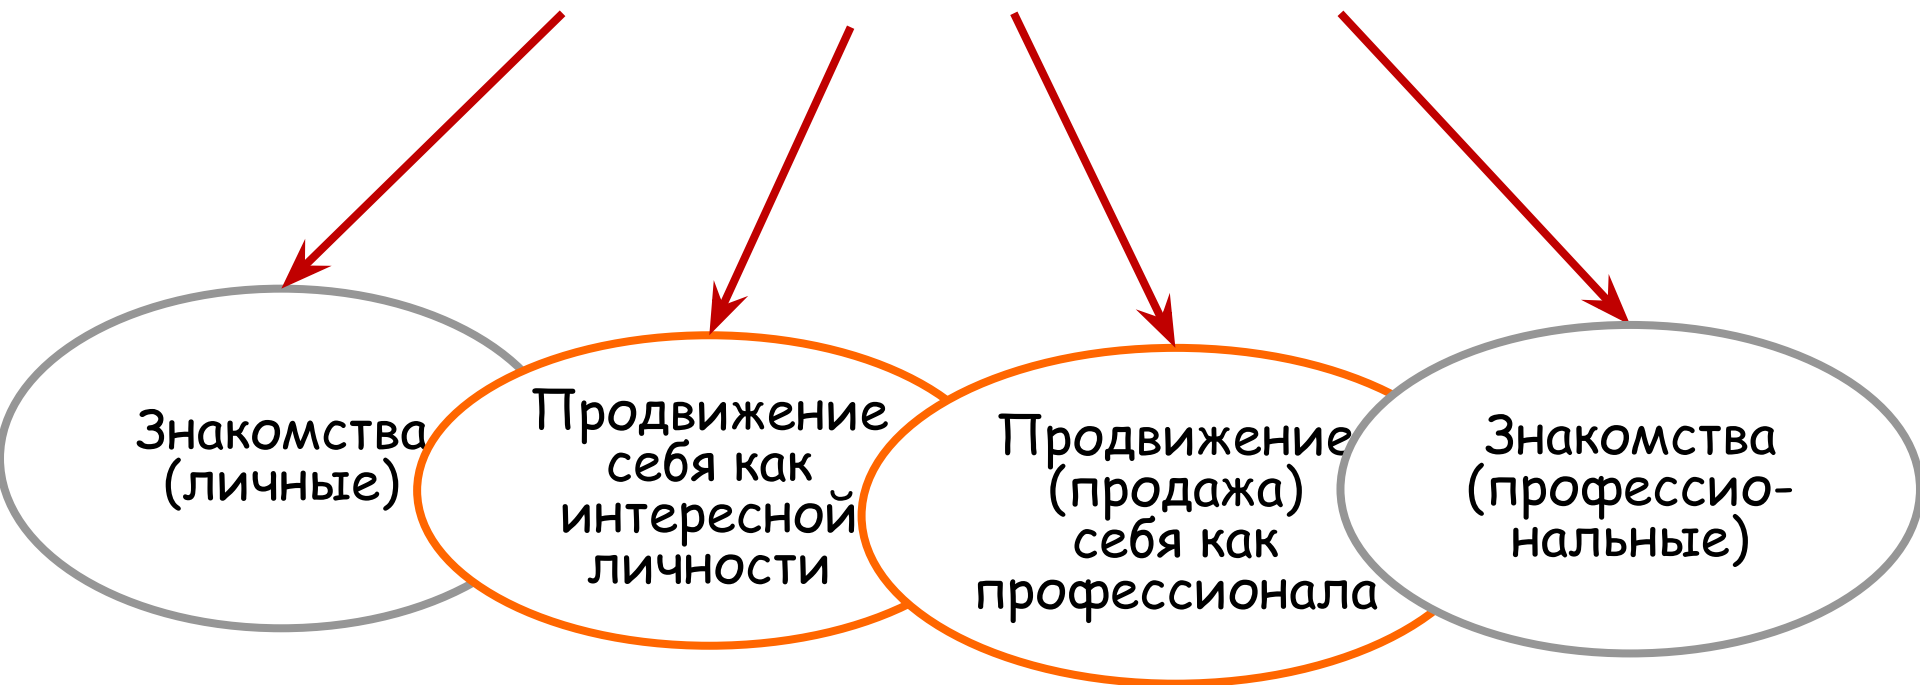 Знакомства
(личные)
Продвижение
себя как
интересной
личности
Продвижение
(продажа)
себя как
профессионала
Знакомства
(профессио-
нальные)